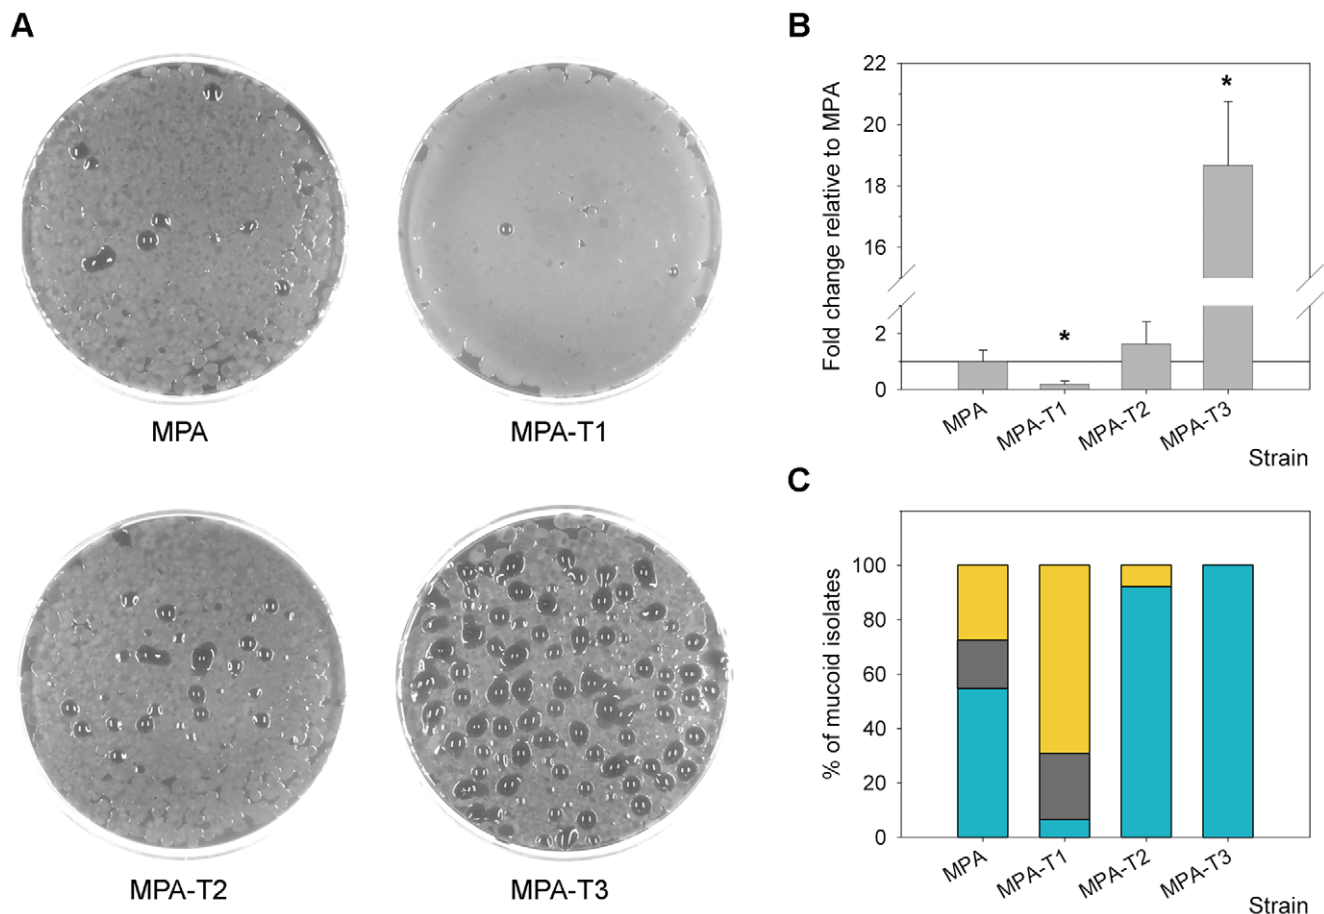 A
MPA
MPA-T1
MPA-T2
MPA-T3
B
Fold change relative to MPA
22
20
18
16
2
0
*
*
MPA
MPA-T1
MPA-T2
MPA-T3
Strain
C
% of mucoid isolates
100
80
60
40
20
0
MPA
MPA-T1
MPA-T2
MPA-T3
Strain